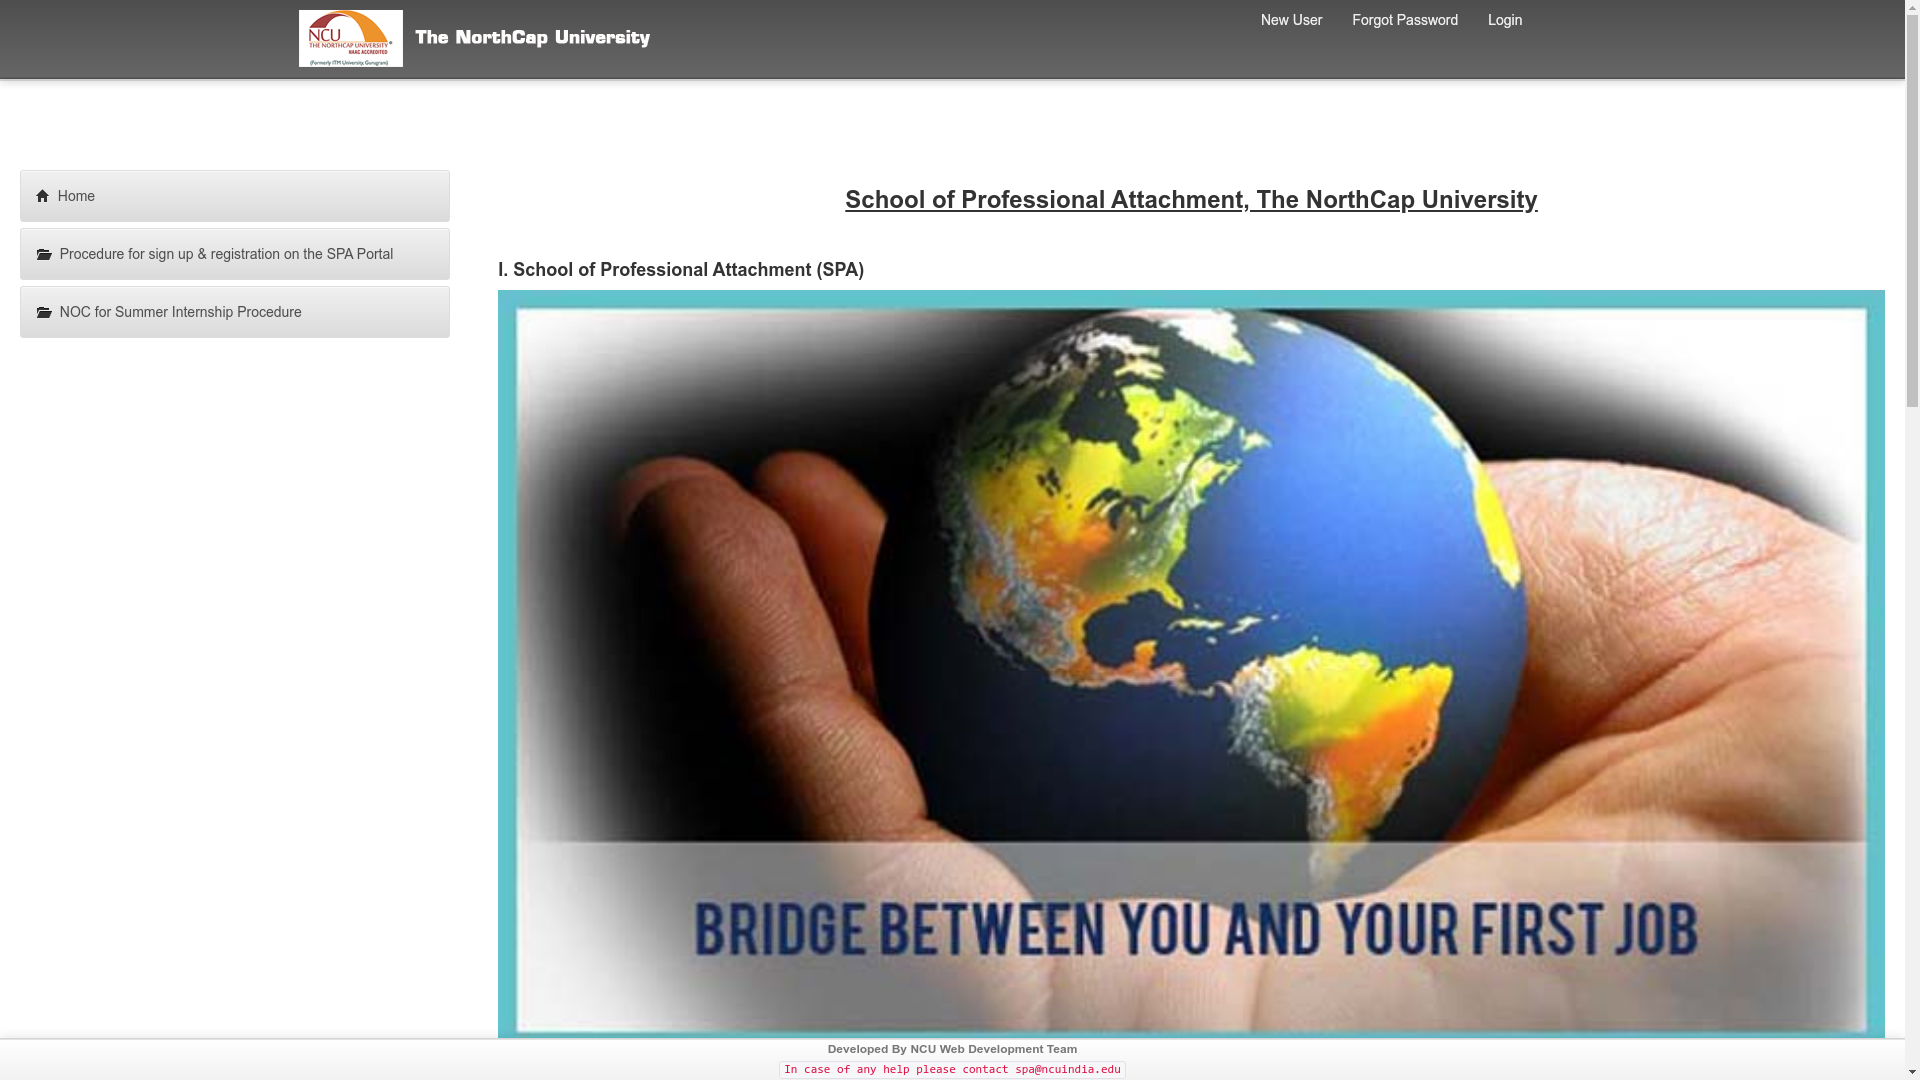 NCU
THE NORTHCAP UNIVERSITY
NAAC ACCREDITED
(Formerly ITM University, Gurugram)
The NorthCap University
New User
Forgot Password
Login
Home
Procedure for sign up & registration on the SPA Portal
NOC for Summer Internship Procedure
School of Professional Attachment, The NorthCap University
I. School of Professional Attachment (SPA)
BRIDGE BETWEEN YOU AND YOUR FIRST JOB
Developed By NCU Web Development Team
In case of any help please contact spa@ncuindia.edu